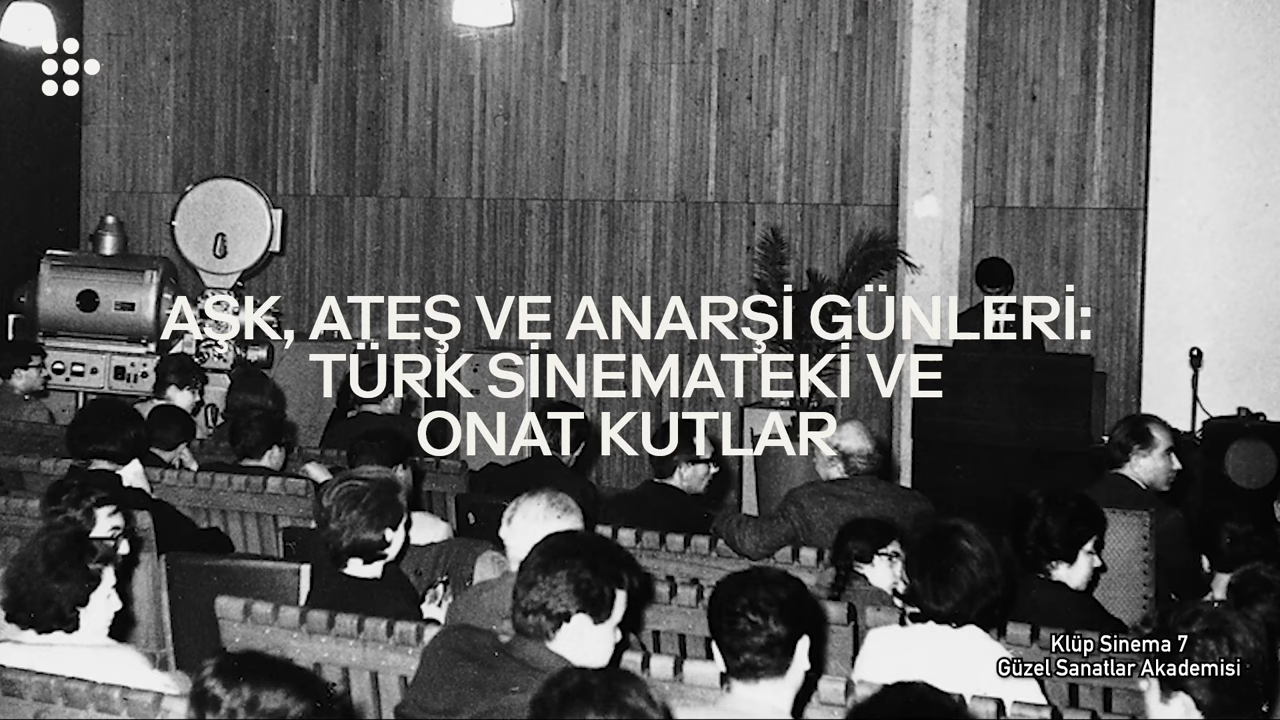 AŞK, ATEŞ VE ANARŞİ GÜNLERİ:
TÜRK SİNEMATEKİ VE
ONAT KUTLAR
Klüp Sinema 7
Güzel Sanatlar Akademisi